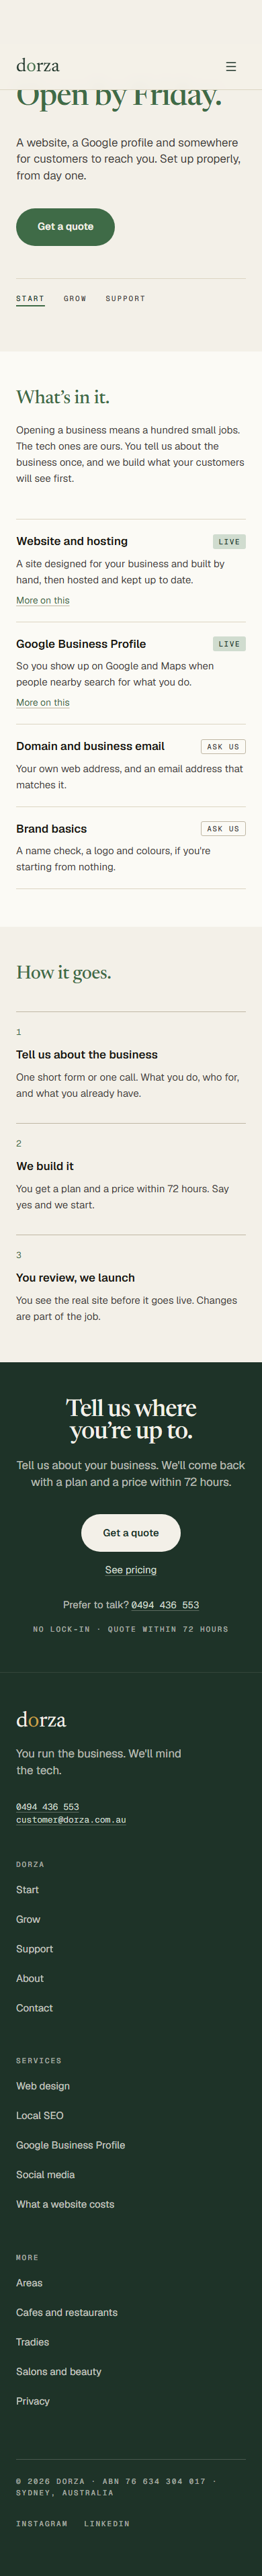 dorza
Open by Friday.
A website, a Google profile and somewhere
for customers to reach you. Set up properly,
from day one.
Get a quote
START GROW SUPPORT
What's in it.
Opening a business means a hundred small jobs.
The tech ones are ours. You tell us about the
business once, and we build what your customers
will see first.
Website and hosting LIVE
A site designed for your business and built by
hand, then hosted and kept up to date.
More on this
Google Business Profile LIVE
So you show up on Google and Maps when
people nearby search for what you do.
More on this
Domain and business email ASK US
Your own web address, and an email address that
matches it.
Brand basics ASK US
A name check, a logo and colours, if you're
starting from nothing.
How it goes.
1
Tell us about the business
One short form or one call. What you do, who for,
and what you already have.
2
We build it
You get a plan and a price within 72 hours. Say
yes and we start.
3
You review, we launch
You see the real site before it goes live. Changes
are part of the job.
Tell us where
you're up to.
Tell us about your business. We'll come back
with a plan and a price within 72 hours.
Get a quote
See pricing
Prefer to talk? 0494 436 553
NO LOCK-IN · QUOTE WITHIN 72 HOURS
dorza
You run the business. We'll mind
the tech.
0494 436 553
customer@dorza.com.au
DORZA
Start
Grow
Support
About
Contact
SERVICES
Web design
Local SEO
Google Business Profile
Social media
What a website costs
MORE
Areas
Cafes and restaurants
Tradies
Salons and beauty
Privacy
© 2026 DORZA · ABN 76 634 304 017 ·
SYDNEY, AUSTRALIA
INSTAGRAM LINKEDIN